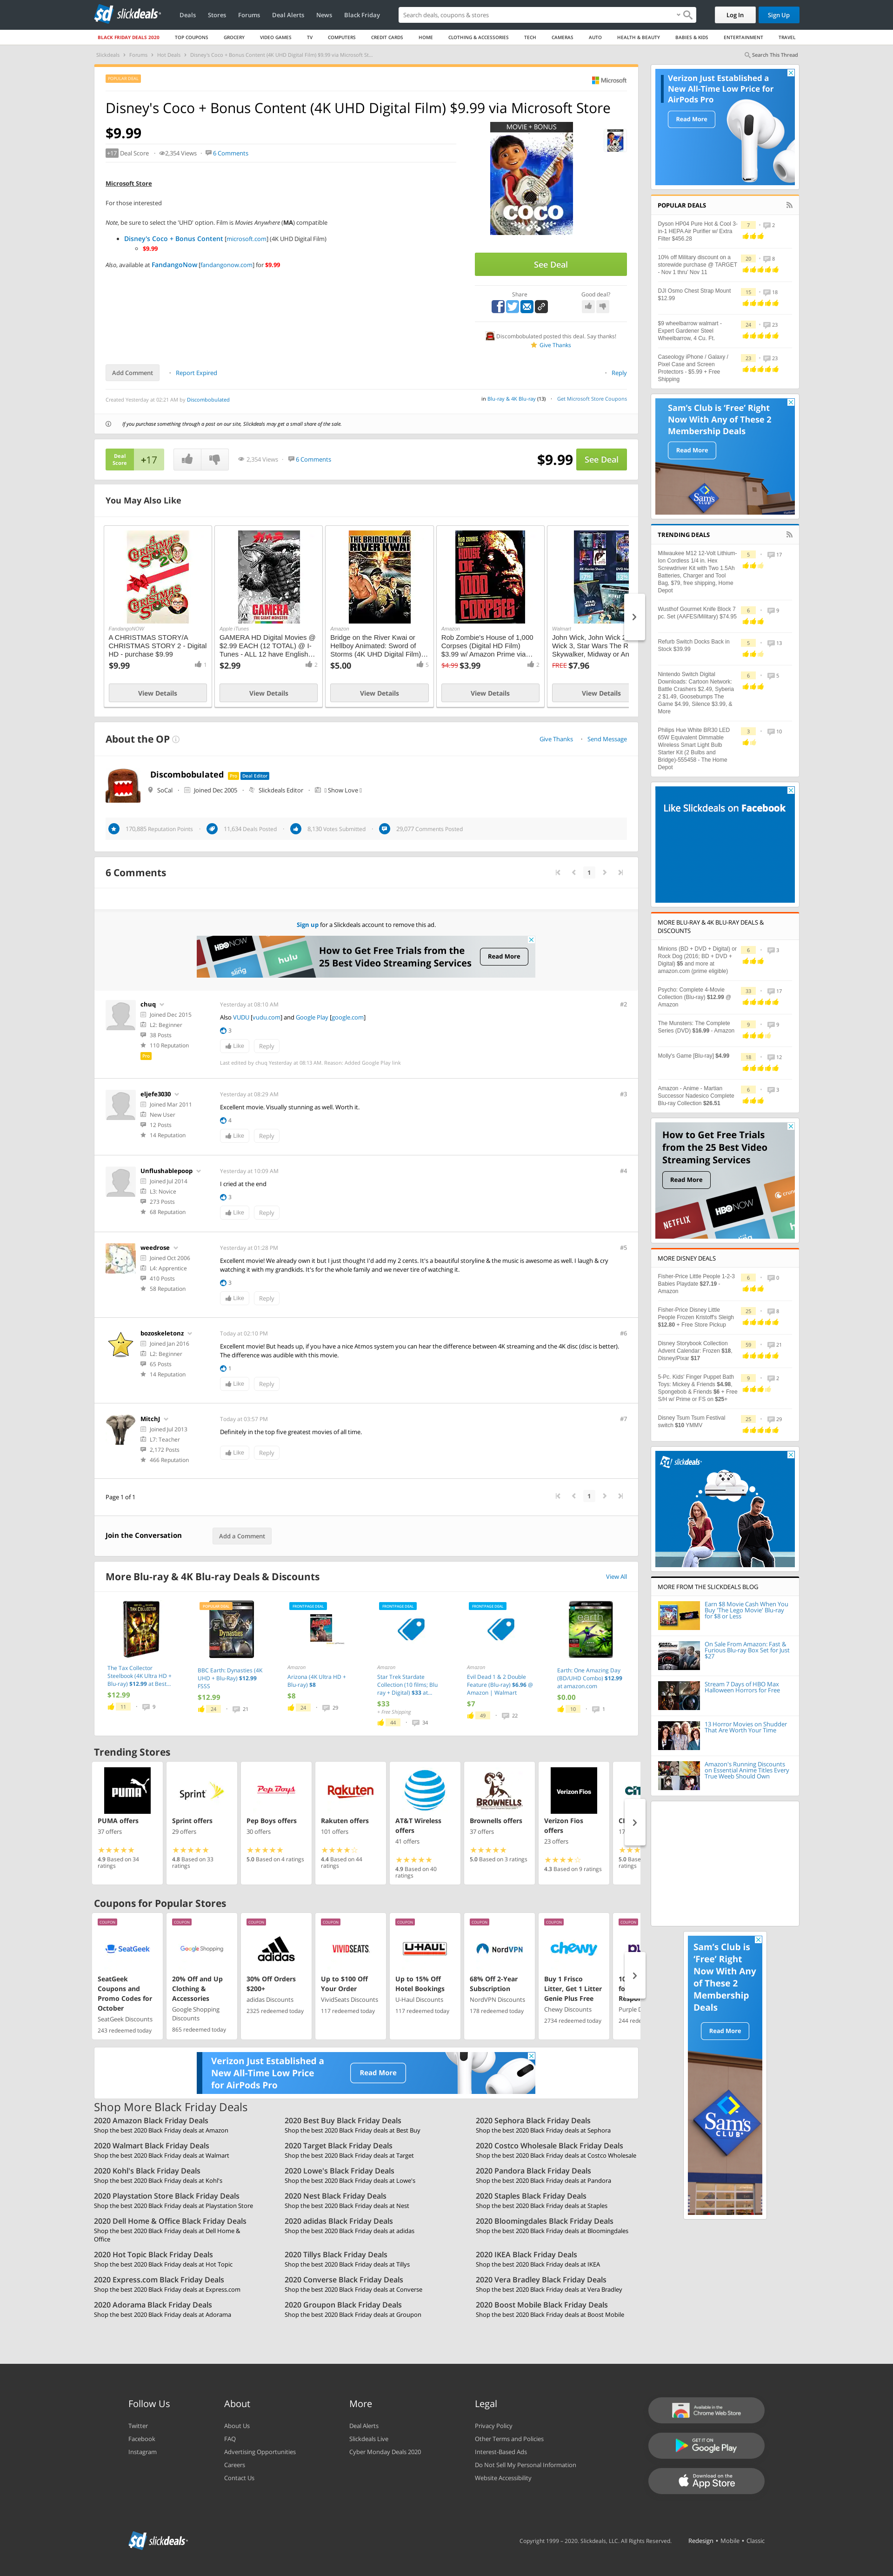 slickdeals
Deals
Stores
Forums
Deal Alerts
News
Black Friday
Search deals, coupons & stores
Log In
Sign Up
BLACK FRIDAY DEALS 2020
TOP COUPONS
GROCERY
VIDEO GAMES
TV
COMPUTERS
CREDIT CARDS
HOME
CLOTHING & ACCESSORIES
TECH
CAMERAS
AUTO
HEALTH & BEAUTY
BABIES & KIDS
ENTERTAINMENT
TRAVEL
Slickdeals > Forums > Hot Deals > Disney's Coco + Bonus Content (4K UHD Digital Film) $9.99 via Microsoft St...
Search This Thread
POPULAR DEAL
Microsoft
Disney's Coco + Bonus Content (4K UHD Digital Film) $9.99 via Microsoft Store
$9.99
+17 Deal Score
2,354 Views
6 Comments
Microsoft Store
For those interested
Note, be sure to select the 'UHD' option. Film is Movies Anywhere (MA) compatible
Disney's Coco + Bonus Content [microsoft.com] (4K UHD Digital Film)
$9.99
Also, available at FandangoNow [fandangonow.com] for $9.99
MOVIE + BONUS
COCO
See Deal
Share
Good deal?
Discombobulated posted this deal. Say thanks!
Give Thanks
Add Comment
Report Expired
Reply
Created Yesterday at 02:21 AM by Discombobulated
in Blu-ray & 4K Blu-ray (13)
Get Microsoft Store Coupons
If you purchase something through a post on our site, Slickdeals may get a small share of the sale.
Deal Score
+17
2,354 Views
6 Comments
$9.99
See Deal
You May Also Like
FandangoNOW
A CHRISTMAS STORY/A CHRISTMAS STORY 2 - Digital HD - purchase $9.99
$9.99
1
View Details
Apple iTunes
GAMERA HD Digital Movies @ $2.99 EACH (12 TOTAL) @ I-Tunes - ALL 12 have English...
$2.99
2
View Details
Amazon
Bridge on the River Kwai or Hellboy Animated: Sword of Storms (4K UHD Digital Film)...
$5.00
5
View Details
Amazon
Rob Zombie's House of 1,000 Corpses (Digital HD Film) $3.99 w/ Amazon Prime via...
$4.99 $3.99
2
View Details
Walmart
John Wick, John Wick 2
Wick 3, Star Wars The R
Skywalker, Midway or An
FREE $7.96
View Details
About the OP
Give Thanks
Send Message
Discombobulated
Pro
Deal Editor
SoCal
Joined Dec 2005
Slickdeals Editor
Show Love
170,885 Reputation Points
11,634 Deals Posted
8,130 Votes Submitted
29,077 Comments Posted
6 Comments
1
Sign up for a Slickdeals account to remove this ad.
HBO NOW
sling
hulu
How to Get Free Trials from the 25 Best Video Streaming Services
Read More
chuq
Joined Dec 2015
L2: Beginner
38 Posts
110 Reputation
Pro
Yesterday at 08:10 AM
#2
Also VUDU [vudu.com] and Google Play [google.com]
3
Like
Reply
Last edited by chuq Yesterday at 08:13 AM. Reason: Added Google Play link
eljefe3030
Joined Mar 2011
New User
12 Posts
14 Reputation
Yesterday at 08:29 AM
#3
Excellent movie. Visually stunning as well. Worth it.
4
Like
Reply
Unflushablepoop
Joined Jul 2014
L3: Novice
273 Posts
68 Reputation
Yesterday at 10:09 AM
#4
I cried at the end
3
Like
Reply
weedrose
Joined Oct 2006
L4: Apprentice
410 Posts
58 Reputation
Yesterday at 01:28 PM
#5
Excellent movie! We already own it but I just thought I'd add my 2 cents. It's a beautiful storyline & the music is awesome as well. I laugh & cry watching it with my grandkids. It's for the whole family and we never tire of watching it.
3
Like
Reply
bozoskeletonz
Joined Jan 2016
L2: Beginner
65 Posts
14 Reputation
Today at 02:10 PM
#6
Excellent movie! But heads up, if you have a nice Atmos system you can hear the difference between 4K streaming and the 4K disc (disc is better). The difference was audible with this movie.
1
Like
Reply
MitchJ
Joined Jul 2013
L7: Teacher
2,172 Posts
466 Reputation
Today at 03:57 PM
#7
Definitely in the top five greatest movies of all time.
Like
Reply
Page 1 of 1
1
Join the Conversation
Add a Comment
More Blu-ray & 4K Blu-ray Deals & Discounts
View All
The Tax Collector Steelbook (4K Ultra HD + Blu-ray) $12.99 at Best...
$12.99
11
9
BBC Earth: Dynasties (4K UHD + Blu-Ray) $12.99 FSSS
$12.99
24
21
FRONTPAGE DEAL
Amazon
Arizona (4K Ultra HD + Blu-ray) $8
$8
24
29
FRONTPAGE DEAL
Amazon
Star Trek Stardate Collection (10 films; Blu ray + Digital) $33 at...
$33
+ Free Shipping
44
34
FRONTPAGE DEAL
Amazon
Evil Dead 1 & 2 Double Feature (Blu-ray) $6.96 @ Amazon | Walmart
$7
49
22
Earth: One Amazing Day (BD/UHD Combo) $12.99 at amazon.com
$0.00
10
1
Trending Stores
PUMA offers
37 offers
4.9 Based on 34 ratings
Sprint offers
29 offers
4.8 Based on 33 ratings
Pep Boys offers
30 offers
5.0 Based on 4 ratings
Rakuten offers
101 offers
4.4 Based on 44 ratings
AT&T Wireless offers
41 offers
4.9 Based on 40 ratings
Brownells offers
37 offers
5.0 Based on 3 ratings
Verizon Fios offers
23 offers
4.3 Based on 9 ratings
Coupons for Popular Stores
COUPON
SeatGeek Coupons and Promo Codes for October
SeatGeek Discounts
243 redeemed today
COUPON
20% Off and Up Clothing & Accessories
Google Shopping Discounts
865 redeemed today
COUPON
30% Off Orders $200+
adidas Discounts
2325 redeemed today
COUPON
Up to $100 Off Your Order
VividSeats Discounts
117 redeemed today
COUPON
Up to 15% Off Hotel Bookings
U-Haul Discounts
117 redeemed today
COUPON
68% Off 2-Year Subscription
NordVPN Discounts
178 redeemed today
COUPON
Buy 1 Frisco Litter, Get 1 Litter Genie Plus Free
Chewy Discounts
2734 redeemed today
COUPON
Verizon Just Established a New All-Time Low Price for AirPods Pro
Read More
Shop More Black Friday Deals
2020 Amazon Black Friday Deals
Shop the best 2020 Black Friday deals at Amazon
2020 Best Buy Black Friday Deals
Shop the best 2020 Black Friday deals at Best Buy
2020 Sephora Black Friday Deals
Shop the best 2020 Black Friday deals at Sephora
2020 Walmart Black Friday Deals
Shop the best 2020 Black Friday deals at Walmart
2020 Target Black Friday Deals
Shop the best 2020 Black Friday deals at Target
2020 Costco Wholesale Black Friday Deals
Shop the best 2020 Black Friday deals at Costco Wholesale
2020 Kohl's Black Friday Deals
Shop the best 2020 Black Friday deals at Kohl's
2020 Lowe's Black Friday Deals
Shop the best 2020 Black Friday deals at Lowe's
2020 Pandora Black Friday Deals
Shop the best 2020 Black Friday deals at Pandora
2020 Playstation Store Black Friday Deals
Shop the best 2020 Black Friday deals at Playstation Store
2020 Nest Black Friday Deals
Shop the best 2020 Black Friday deals at Nest
2020 Staples Black Friday Deals
Shop the best 2020 Black Friday deals at Staples
2020 Dell Home & Office Black Friday Deals
Shop the best 2020 Black Friday deals at Dell Home & Office
2020 adidas Black Friday Deals
Shop the best 2020 Black Friday deals at adidas
2020 Bloomingdales Black Friday Deals
Shop the best 2020 Black Friday deals at Bloomingdales
2020 Hot Topic Black Friday Deals
Shop the best 2020 Black Friday deals at Hot Topic
2020 Tillys Black Friday Deals
Shop the best 2020 Black Friday deals at Tillys
2020 IKEA Black Friday Deals
Shop the best 2020 Black Friday deals at IKEA
2020 Express.com Black Friday Deals
Shop the best 2020 Black Friday deals at Express.com
2020 Converse Black Friday Deals
Shop the best 2020 Black Friday deals at Converse
2020 Vera Bradley Black Friday Deals
Shop the best 2020 Black Friday deals at Vera Bradley
2020 Adorama Black Friday Deals
Shop the best 2020 Black Friday deals at Adorama
2020 Groupon Black Friday Deals
Shop the best 2020 Black Friday deals at Groupon
2020 Boost Mobile Black Friday Deals
Shop the best 2020 Black Friday deals at Boost Mobile
Verizon Just Established a New All-Time Low Price for AirPods Pro
Read More
POPULAR DEALS
Dyson HP04 Pure Hot & Cool 3-in-1 HEPA Air Purifier w/ Extra Filter $456.28
7
2
10% off Military discount on a storewide purchase @ TARGET - Nov 1 thru' Nov 11
20
8
DJI Osmo Chest Strap Mount $12.99
15
18
$9 wheelbarrow walmart - Expert Gardener Steel Wheelbarrow, 4 Cu. Ft.
24
23
Caseology iPhone / Galaxy / Pixel Case and Screen Protectors - $5.99 + Free Shipping
23
23
Sam's Club is 'Free' Right Now With Any of These 2 Membership Deals
Read More
TRENDING DEALS
Milwaukee M12 12-Volt Lithium-Ion Cordless 1/4 in. Hex Screwdriver Kit with Two 1.5Ah Batteries, Charger and Tool Bag, $79, free shipping, Home Depot
5
17
Wusthof Gourmet Knife Block 7 pc. Set (AAFES/Military) $74.95
6
9
Refurb Switch Docks Back in Stock $39.99
5
13
Nintendo Switch Digital Downloads: Cartoon Network: Battle Crashers $2.49, Syberia 2 $1.49, Goosebumps The Game $4.99, Silence $3.99, & More
6
5
Philips Hue White BR30 LED 65W Equivalent Dimmable Wireless Smart Light Bulb Starter Kit (2 Bulbs and Bridge)-555458 - The Home Depot
3
10
Like Slickdeals on Facebook
MORE BLU-RAY & 4K BLU-RAY DEALS & DISCOUNTS
Minions (BD + DVD + Digital) or Rock Dog (2016; BD + DVD + Digital) $5 and more at amazon.com (prime eligible)
6
3
Psycho: Complete 4-Movie Collection (Blu-ray) $12.99 @ Amazon
33
17
The Munsters: The Complete Series (DVD) $16.99 - Amazon
9
9
Molly's Game [Blu-ray] $4.99
18
12
Amazon - Anime - Martian Successor Nadesico Complete Blu-ray Collection $26.51
6
3
How to Get Free Trials from the 25 Best Video Streaming Services
Read More
NETFLIX
HBO NOW
MORE DISNEY DEALS
Fisher-Price Little People 1-2-3 Babies Playdate $27.19 - Amazon
6
0
Fisher-Price Disney Little People Frozen Kristoff's Sleigh $12.80 + Free Store Pickup
25
8
Disney Storybook Collection Advent Calendar: Frozen $18, Disney/Pixar $17
59
21
5-Pc. Kids' Finger Puppet Bath Toys: Mickey & Friends $4.98, Spongebob & Friends $6 + Free S/H w/ Prime or FS on $25+
9
2
Disney Tsum Tsum Festival switch $10 YMMV
25
29
slickdeals
MORE FROM THE SLICKDEALS BLOG
Earn $8 Movie Cash When You Buy 'The Lego Movie' Blu-ray for $8 or Less
On Sale From Amazon: Fast & Furious Blu-ray Box Set for Just $27
Stream 7 Days of HBO Max Halloween Horrors for Free
13 Horror Movies on Shudder That Are Worth Your Time
Amazon's Running Discounts on Essential Anime Titles Every True Weeb Should Own
Sam's Club is 'Free' Right Now With Any of These 2 Membership Deals
Read More
Sam's CLUB
Follow Us
Twitter
Facebook
Instagram
About
About Us
FAQ
Advertising Opportunities
Careers
Contact Us
More
Deal Alerts
Slickdeals Live
Cyber Monday Deals 2020
Legal
Privacy Policy
Other Terms and Policies
Interest-Based Ads
Do Not Sell My Personal Information
Website Accessibility
Available in the Chrome Web Store
GET IT ON Google Play
Download on the App Store
slickdeals
Copyright 1999 - 2020. Slickdeals, LLC. All Rights Reserved.
Redesign • Mobile • Classic